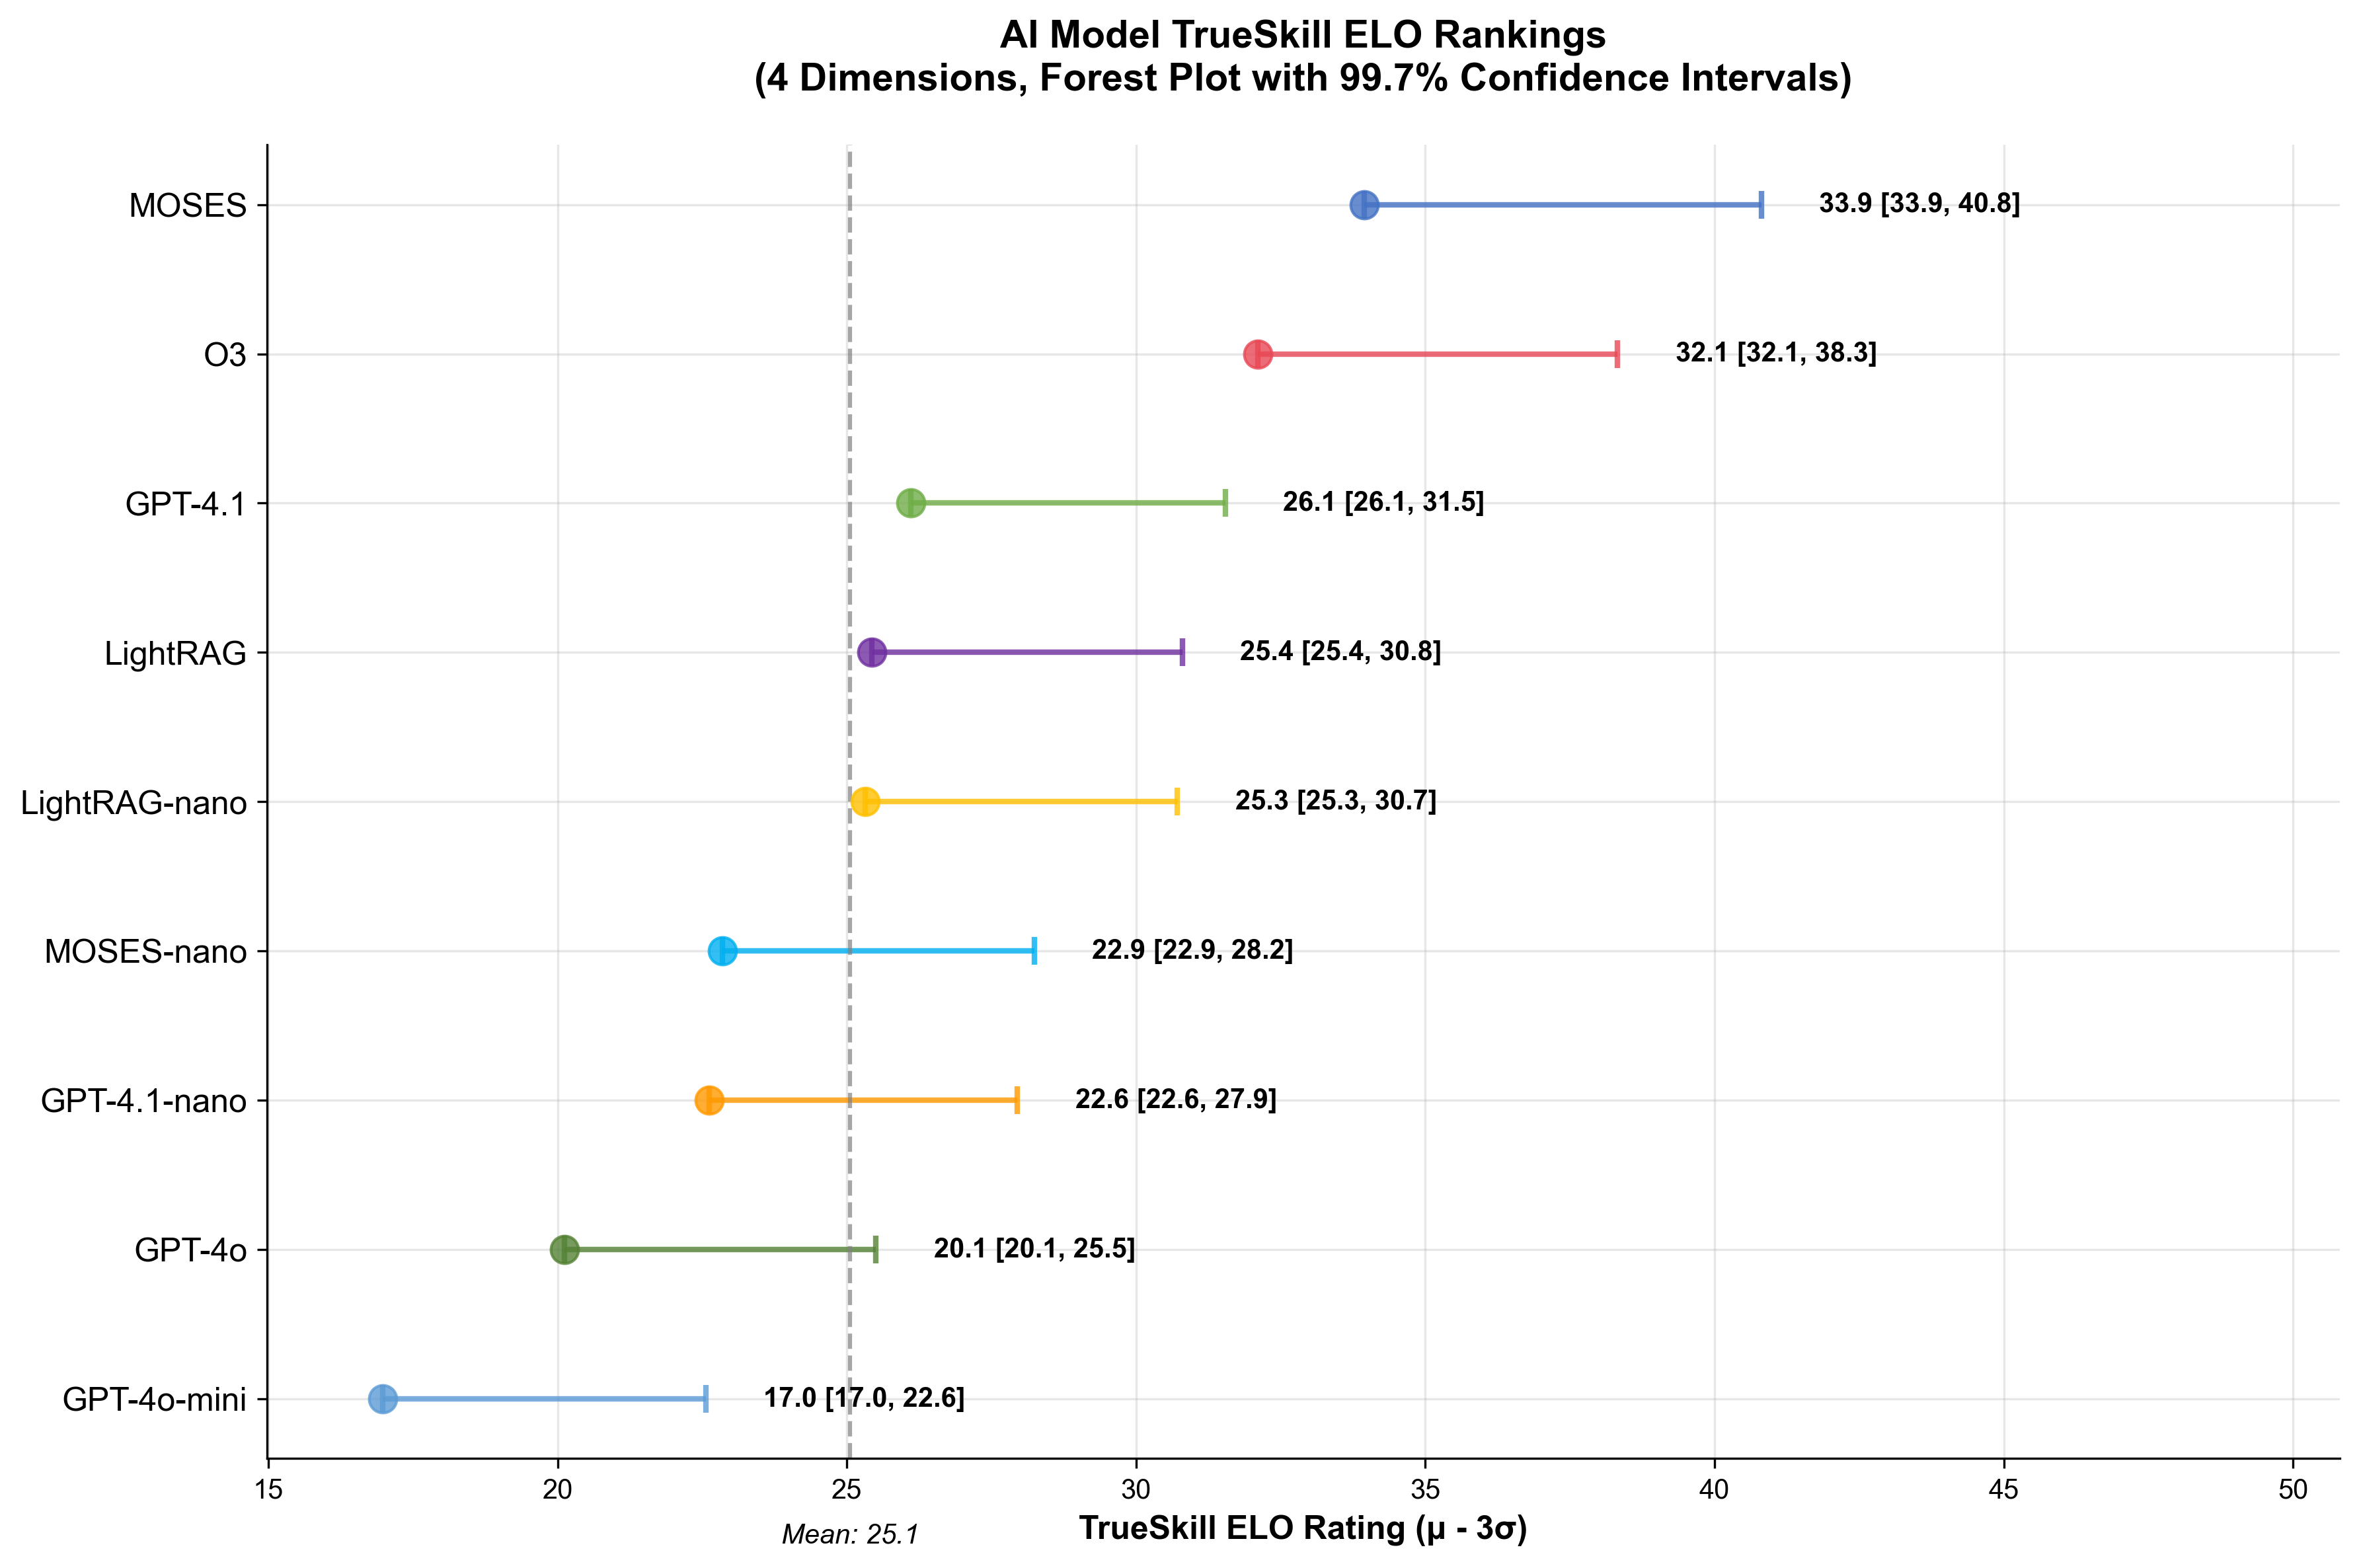 AI Model TrueSkill ELO Rankings
(4 Dimensions, Forest Plot with 99.7% Confidence Intervals)
MOSES
33.9 [33.9, 40.8]
O3
32.1 [32.1, 38.3]
GPT-4.1
26.1 [26.1, 31.5]
LightRAG
25.4 [25.4, 30.8]
LightRAG-nano
25.3 [25.3, 30.7]
MOSES-nano
22.9 [22.9, 28.2]
GPT-4.1-nano
22.6 [22.6, 27.9]
GPT-4o
20.1 [20.1, 25.5]
GPT-4o-mini
17.0 [17.0, 22.6]
15 20 25 30 35 40 45 50
Mean: 25.1
TrueSkill ELO Rating (μ - 3σ)